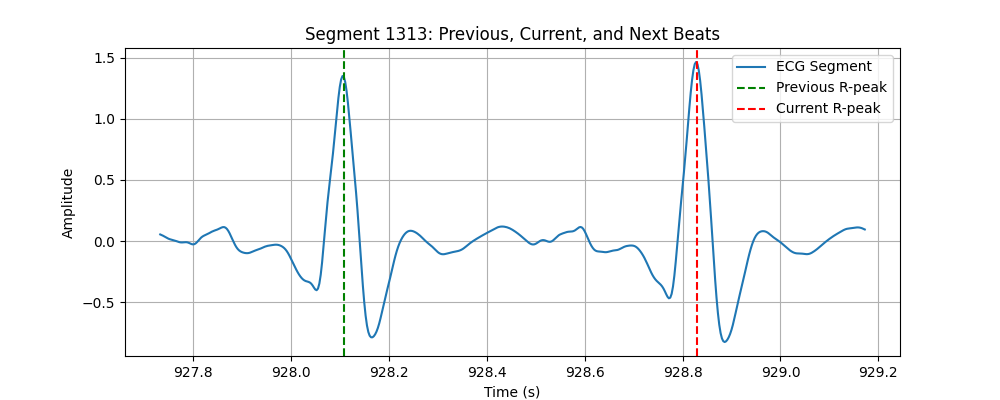 Segment 1313: Previous, Current, and Next Beats
ECG Segment
Previous R-peak
Current R-peak
Amplitude
1.5
1.0
0.5
0.0
−0.5
927.8 928.0 928.2 928.4 928.6 928.8 929.0 929.2
Time (s)